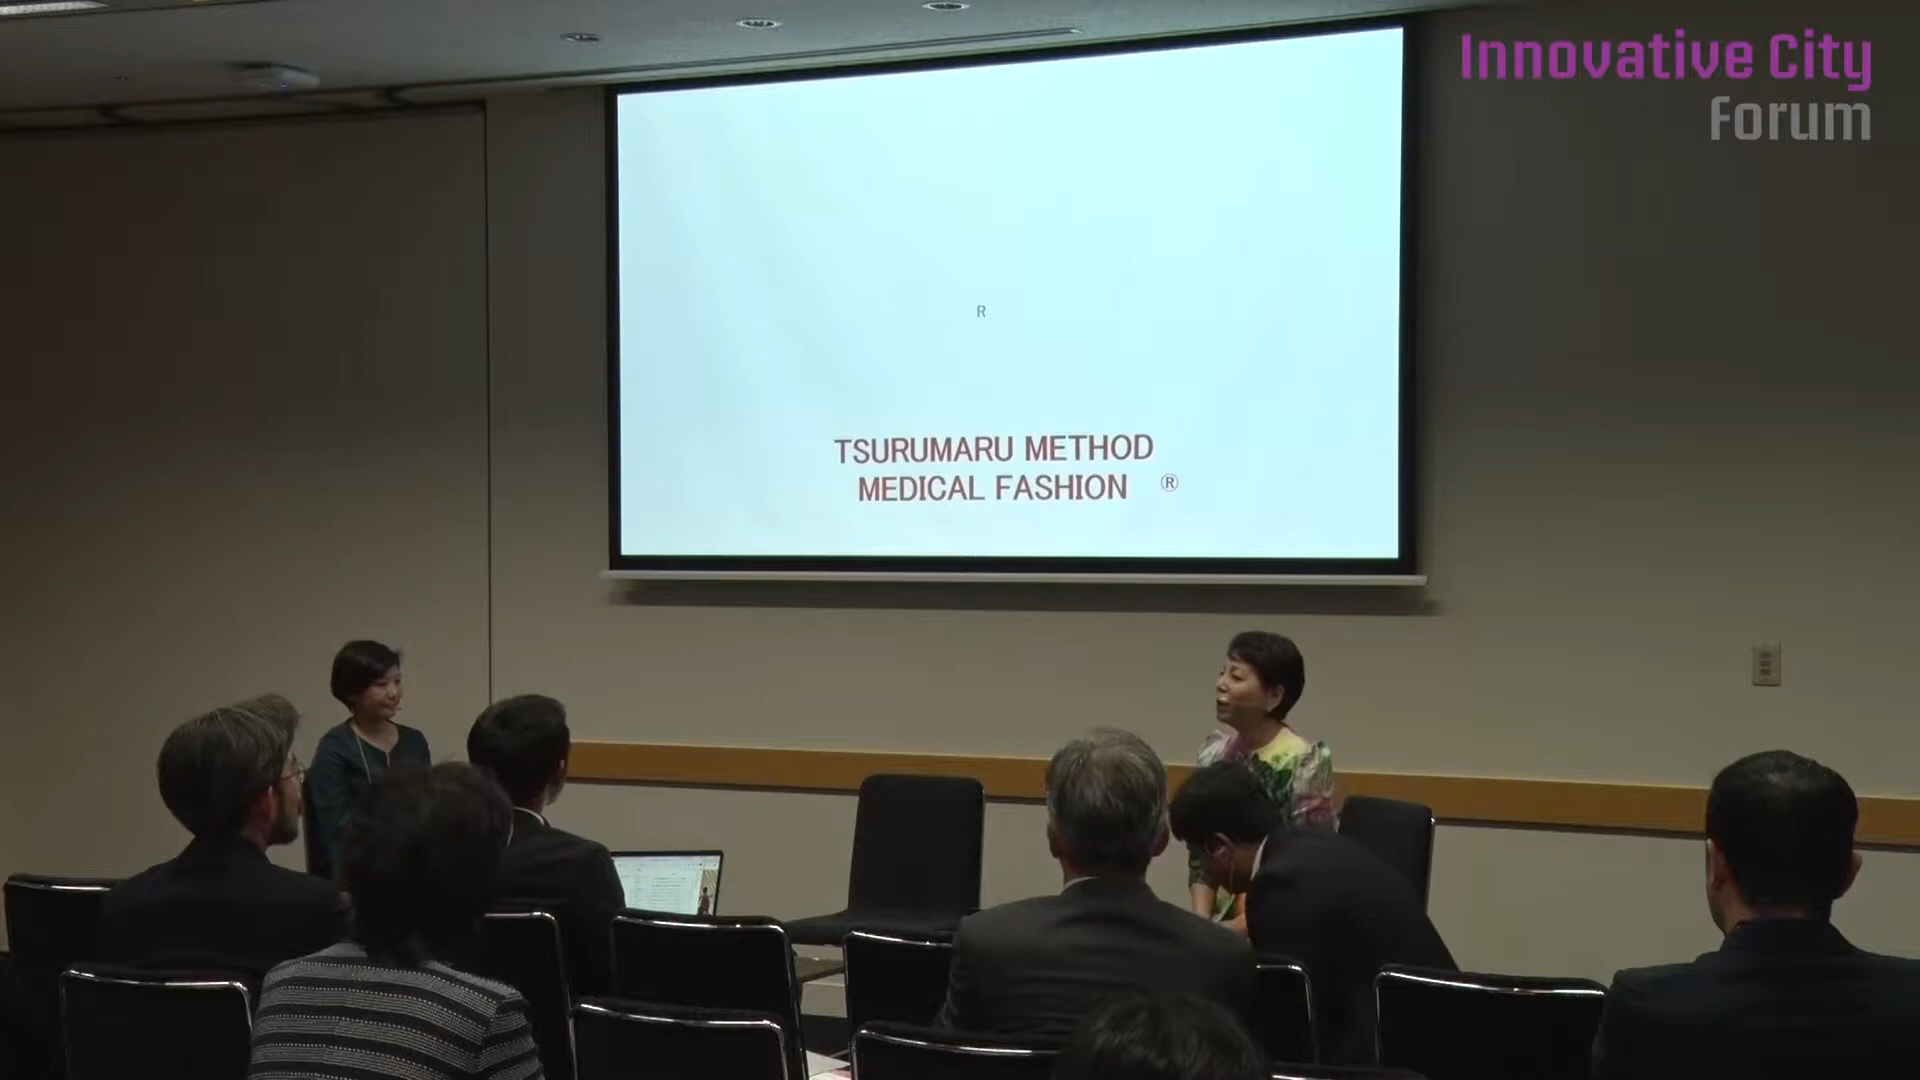 Innovative City
Forum
R
TSURUMARU METHOD
MEDICAL FASHION ®